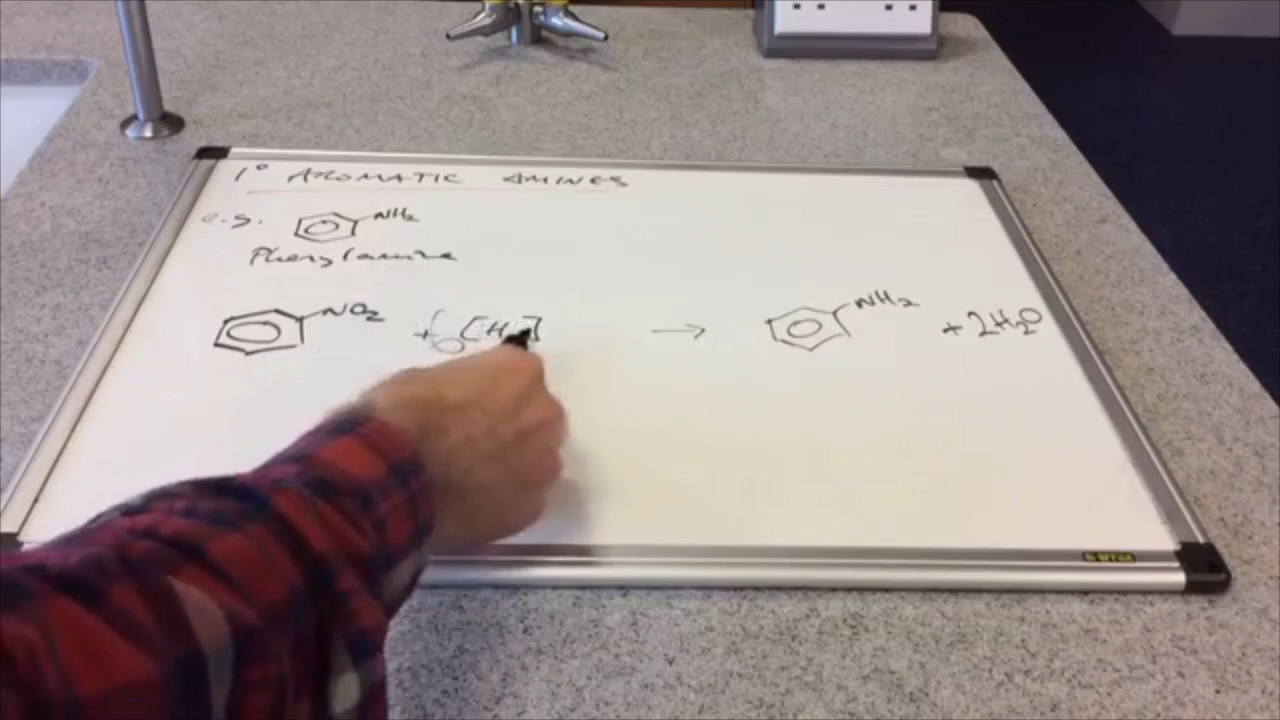 1° AROMATIC AMINES
e.g. NH₂
Phenylamine
NO₂ + 6[H] → NH₂ + 2H₂O